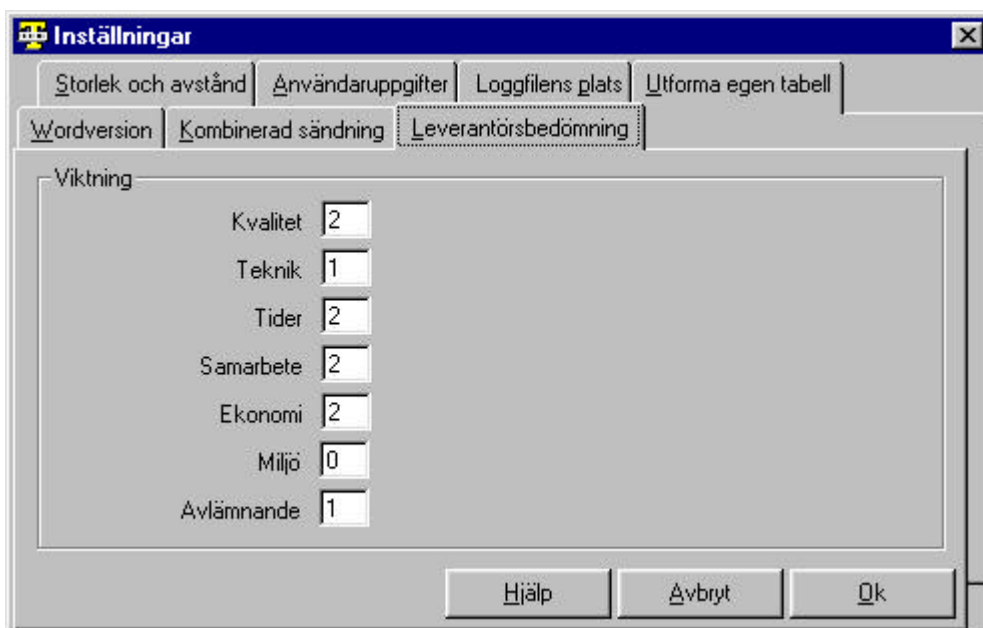 Inställningar
Storlek och avstånd Användaruppgifter Loggfilens plats Utforma egen tabell
Wordversion Kombinerad sändning Leverantörsbedömning
Viktning
Kvalitet 2
Teknik 1
Tider 2
Samarbete 2
Ekonomi 2
Miljö 0
Avlämnande 1
Hjälp Avbryt Ok